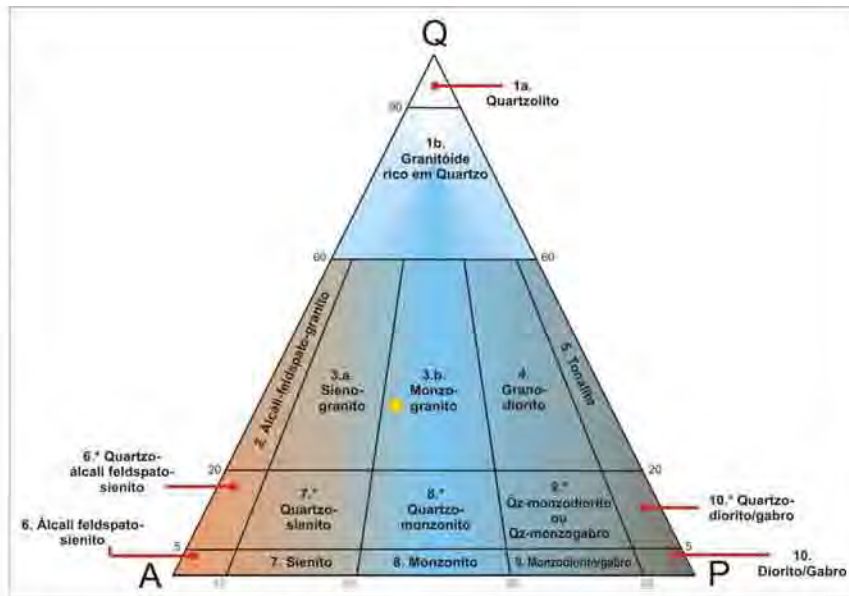 Q
1a.
Quartzolito
90
1b.
Granitóide
rico em Quartzo
60
60
2. Álcali-feldspato-granito
3.a
Sieno-
granito
3.b.
Monzo-
granito
4.
Grano-
diorito
5. Tonalito
20
20
6.* Quartzo-
álcali feldspato-
sienito
7.*
Quartzo-
sienito
8.*
Quartzo-
monzonito
9.*
Qz-monzodiorito
ou
Qz-monzogabro
10.* Quartzo-
diorito/gabro
6. Álcali feldspato-
sienito
5
5
7. Sienito
8. Monzonito
9. Monzodiorito/gabro
10.
Diorito/Gabro
A
P